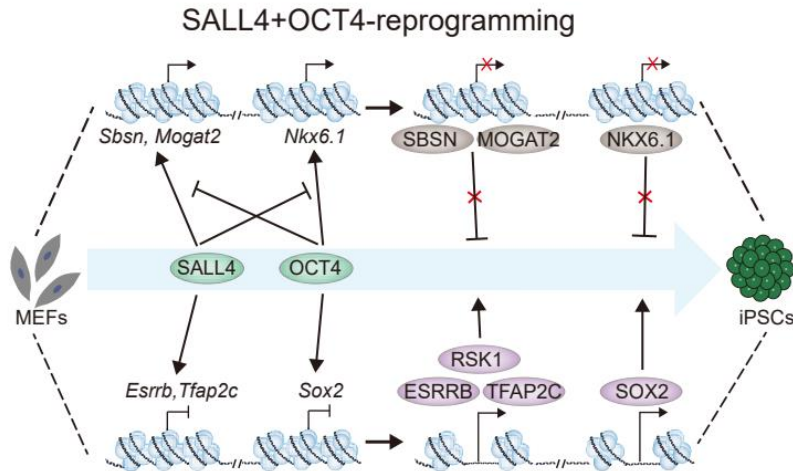 SALL4+OCT4-reprogramming
Sbsn, Mogat2
Nkx6.1
SBSN
MOGAT2
NKX6.1
SALL4
OCT4
MEFs
iPSCs
RSK1
Esrrb,Tfap2c
Sox2
ESRRB
TFAP2C
SOX2